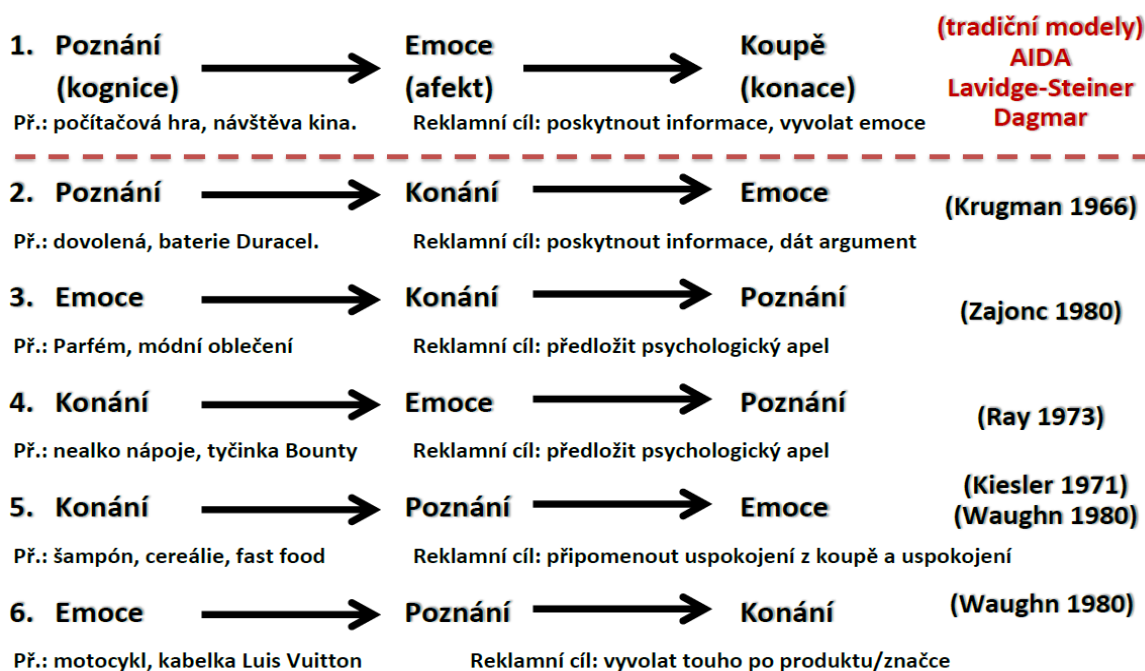 1. Poznání Emoce Koupě (tradiční modely)
(kognice) (afekt) (konace) AIDA
Lavidge-Steiner
Př.: počítačová hra, návštěva kina. Reklamní cíl: poskytnout informace, vyvolat emoce Dagmar
2. Poznání Konání Emoce (Krugman 1966)
Př.: dovolená, baterie Duracel. Reklamní cíl: poskytnout informace, dát argument
3. Emoce Konání Poznání (Zajonc 1980)
Př.: Parfém, módní oblečení Reklamní cíl: předložit psychologický apel
4. Konání Emoce Poznání (Ray 1973)
Př.: nealko nápoje, tyčinka Bounty Reklamní cíl: předložit psychologický apel
(Kiesler 1971)
5. Konání Poznání Emoce (Waughn 1980)
Př.: šampón, cereálie, fast food Reklamní cíl: připomenout uspokojení z koupě a uspokojení
6. Emoce Poznání Konání (Waughn 1980)
Př.: motocykl, kabelka Luis Vuitton Reklamní cíl: vyvolat touho po produktu/značce